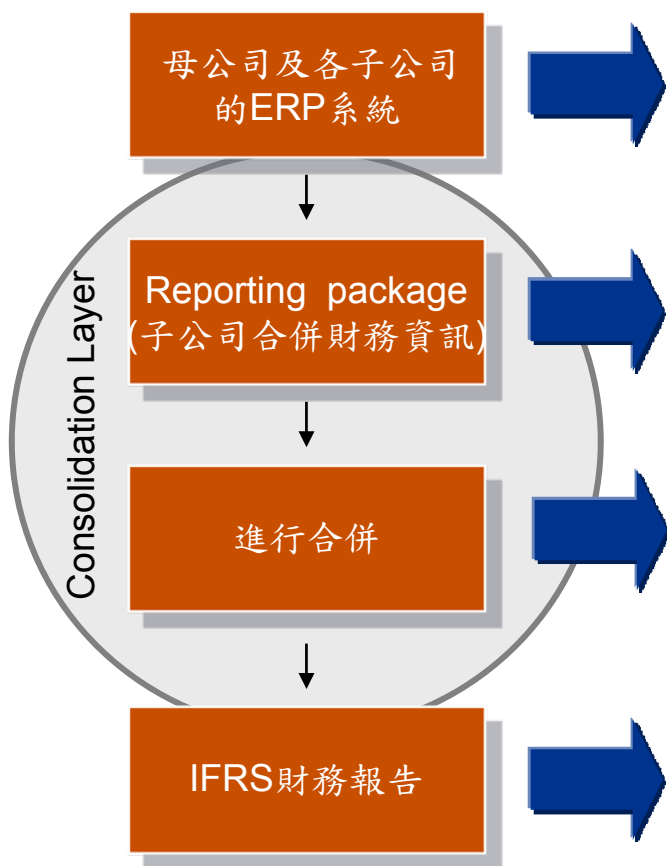 母公司及各子公司
的ERP系統
Consolidation Layer
Reporting package
(子公司合併財務資訊)
進行合併
IFRS財務報告